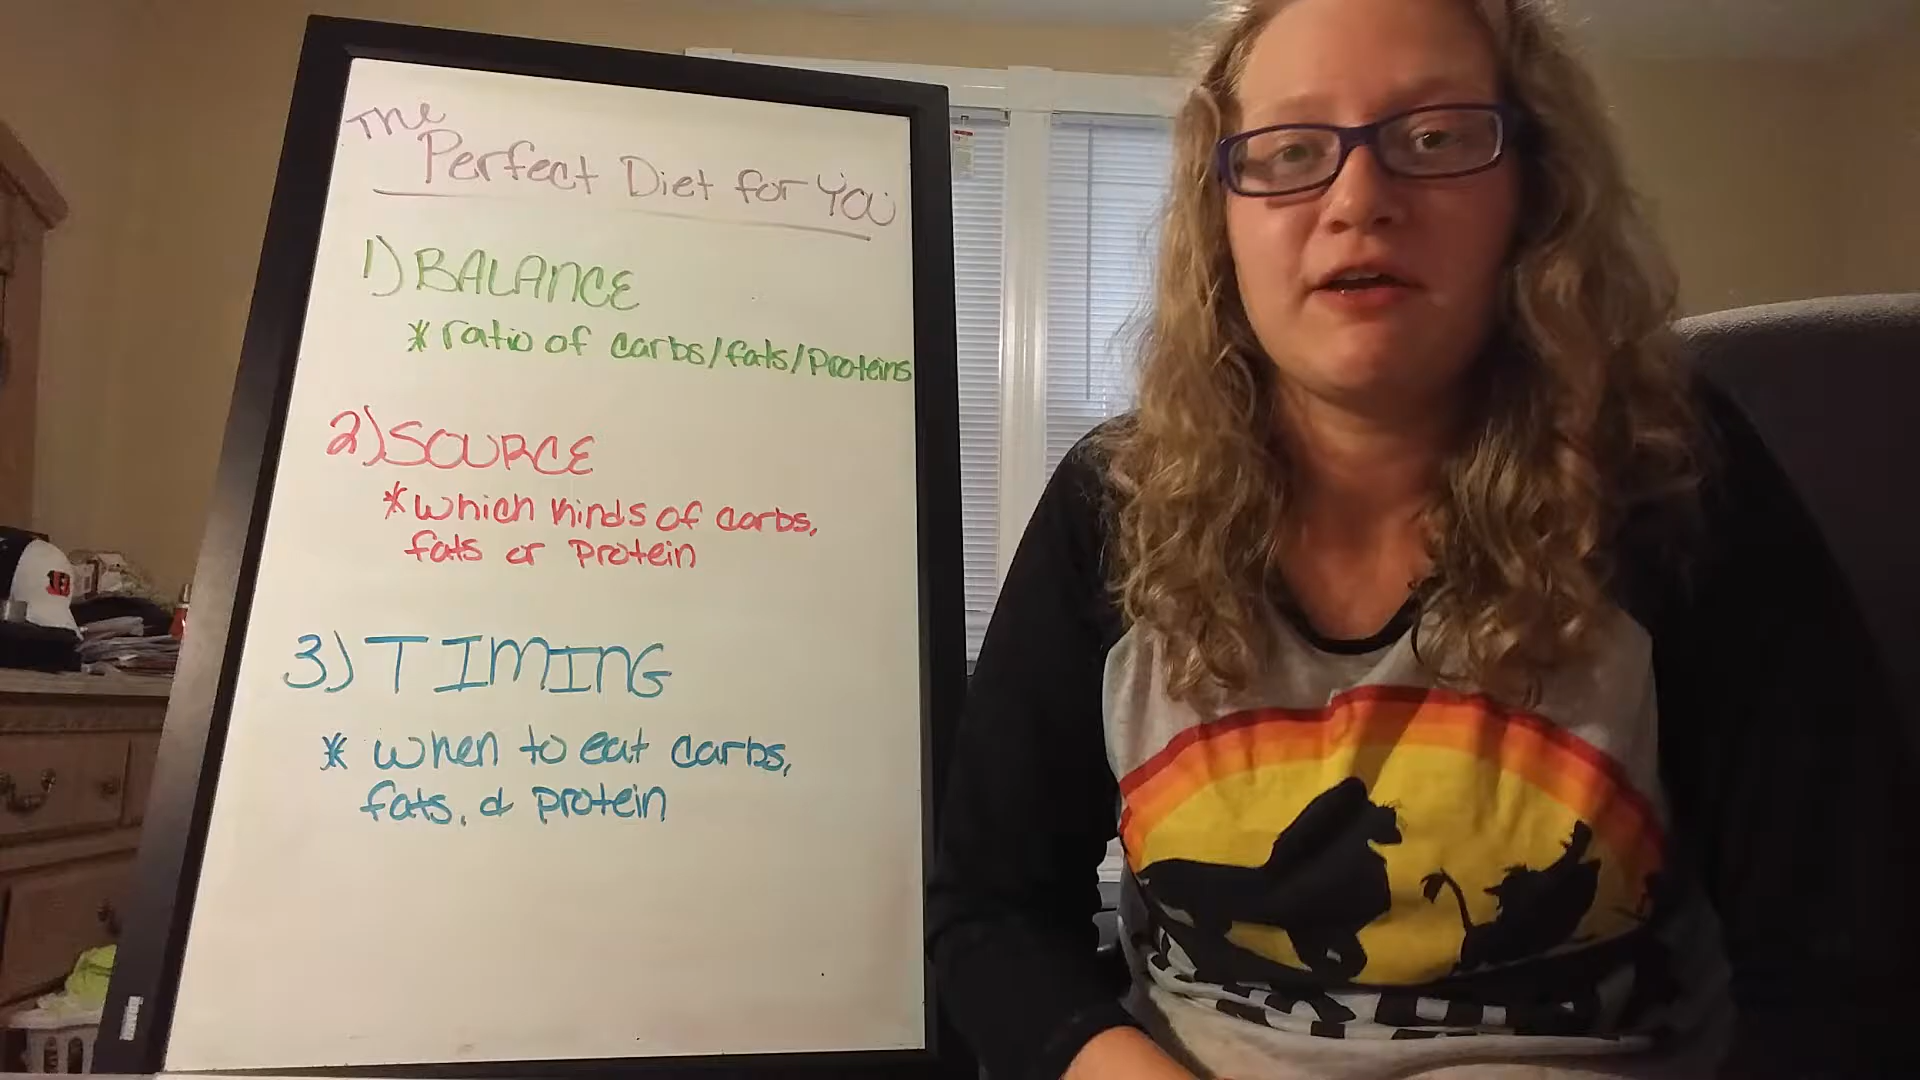 The
Perfect Diet for You
1) BALANCE
* ratio of carbs/fats/proteins
2) SOURCE
* which kinds of carbs,
fats or protein
3) TIMING
* when to eat carbs,
fats, & protein